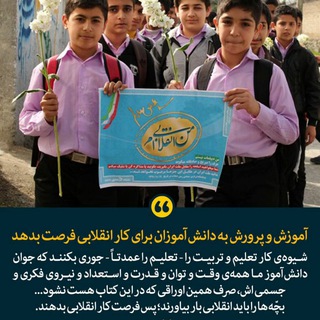 من انقلابی‌ام
آموزش و پرورش به دانش‌آموزان برای کار انقلابی فرصت بدهد
شیوه‌ی کار تعلیم و تربیت را - تعلیم را عمدتاً - جوری بکنند که جوان
دانش‌آموز ما همه‌ی وقت و توان و قدرت و استعداد و نیروی فکری و
جسمی‌اش، صرف همین اوراقی که در این کتاب هست نشود...
بچّه‌ها را باید انقلابی بار بیاورند؛ پس فرصت کار انقلابی بدهند.